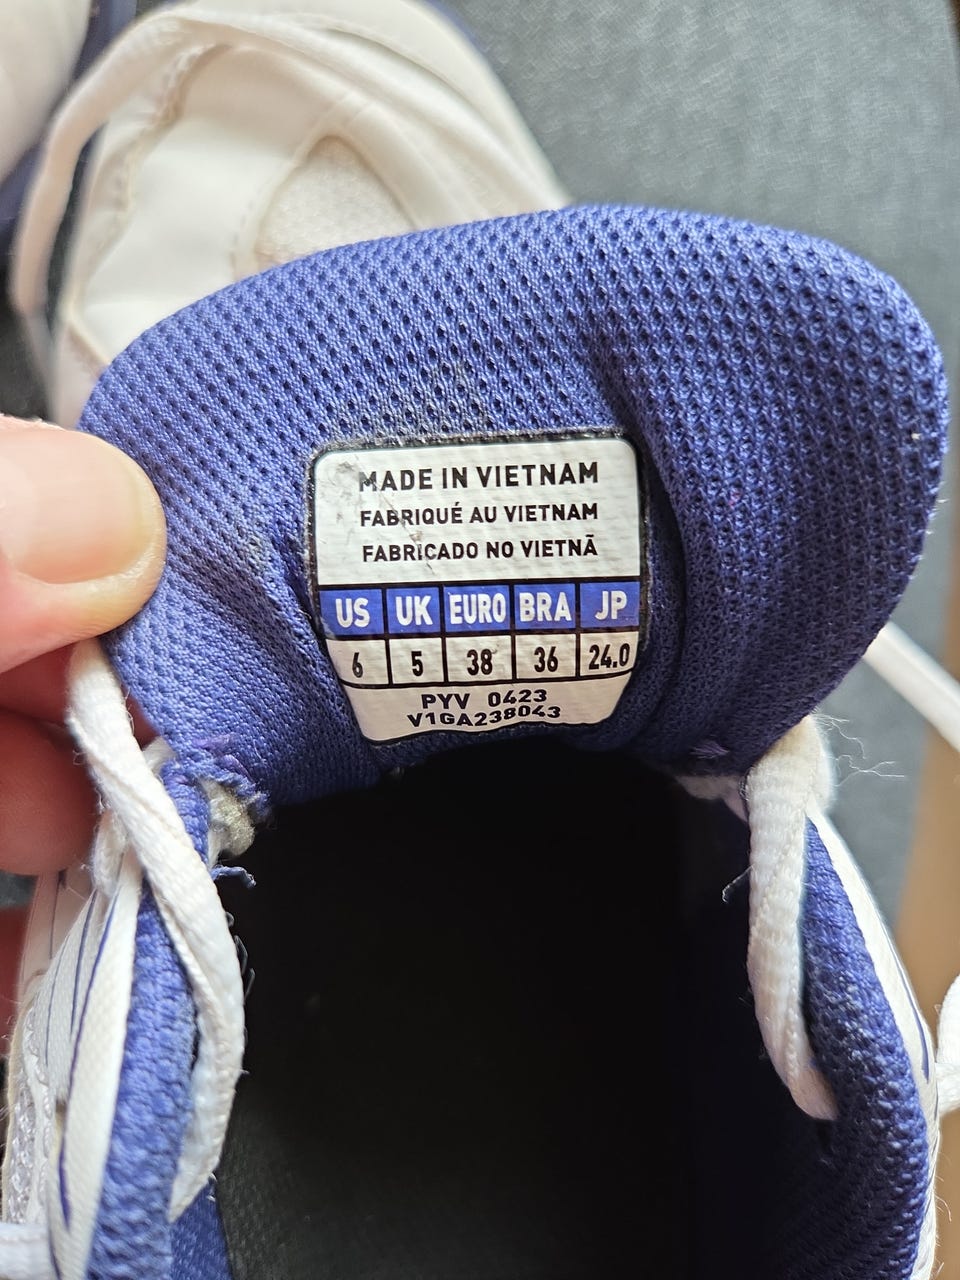 MADE IN VIETNAM
FABRIQUÉ AU VIETNAM
FABRICADO NO VIETNÃ
US UK EURO BRA JP
6 5 38 36 24.0
PYV 0423
V1GA238043